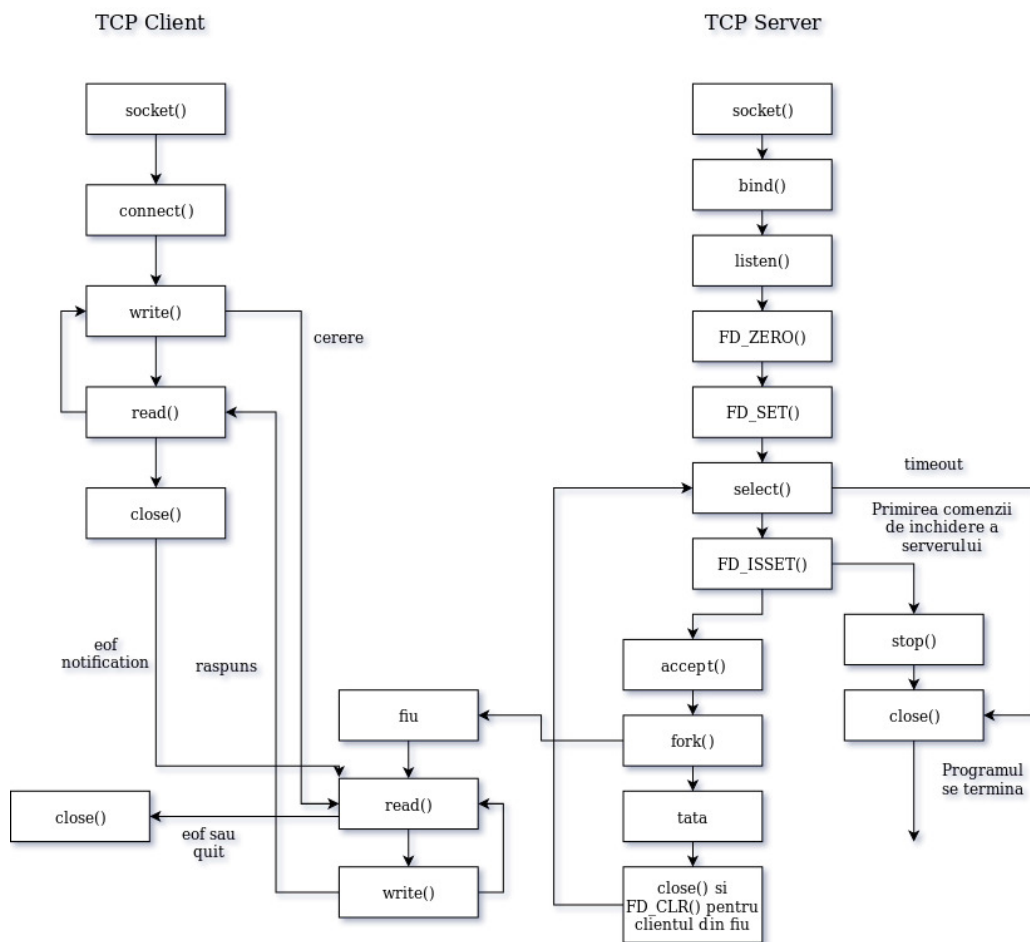 TCP Client
TCP Server
socket()
connect()
write()
cerere
read()
close()
eof
notification
raspuns
socket()
bind()
listen()
FD_ZERO()
FD_SET()
select()
timeout
Primirea comenzii
de inchidere a
serverului
FD_ISSET()
accept()
stop()
close()
Programul
se termina
fork()
fiu
read()
close()
eof sau
quit
write()
tata
close() si
FD_CLR() pentru
clientul din fiu